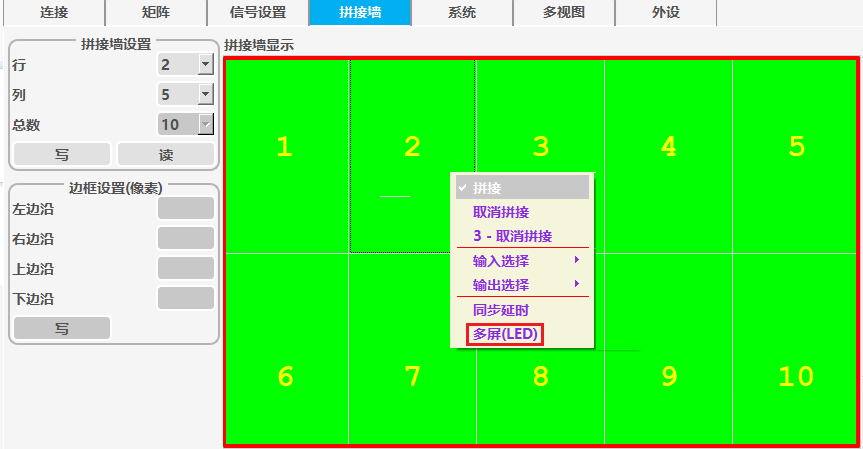 连接 矩阵 信号设置 拼接墙 系统 多视图 外设
拼接墙设置
行 2
列 5
总数 10
写 读
边框设置(像素)
左边沿
右边沿
上边沿
下边沿
写
拼接墙显示
1 2 3 4 5
拼接
取消拼接
3 - 取消拼接
输入选择
输出选择
同步延时
多屏(LED)
6 7 8 9 10